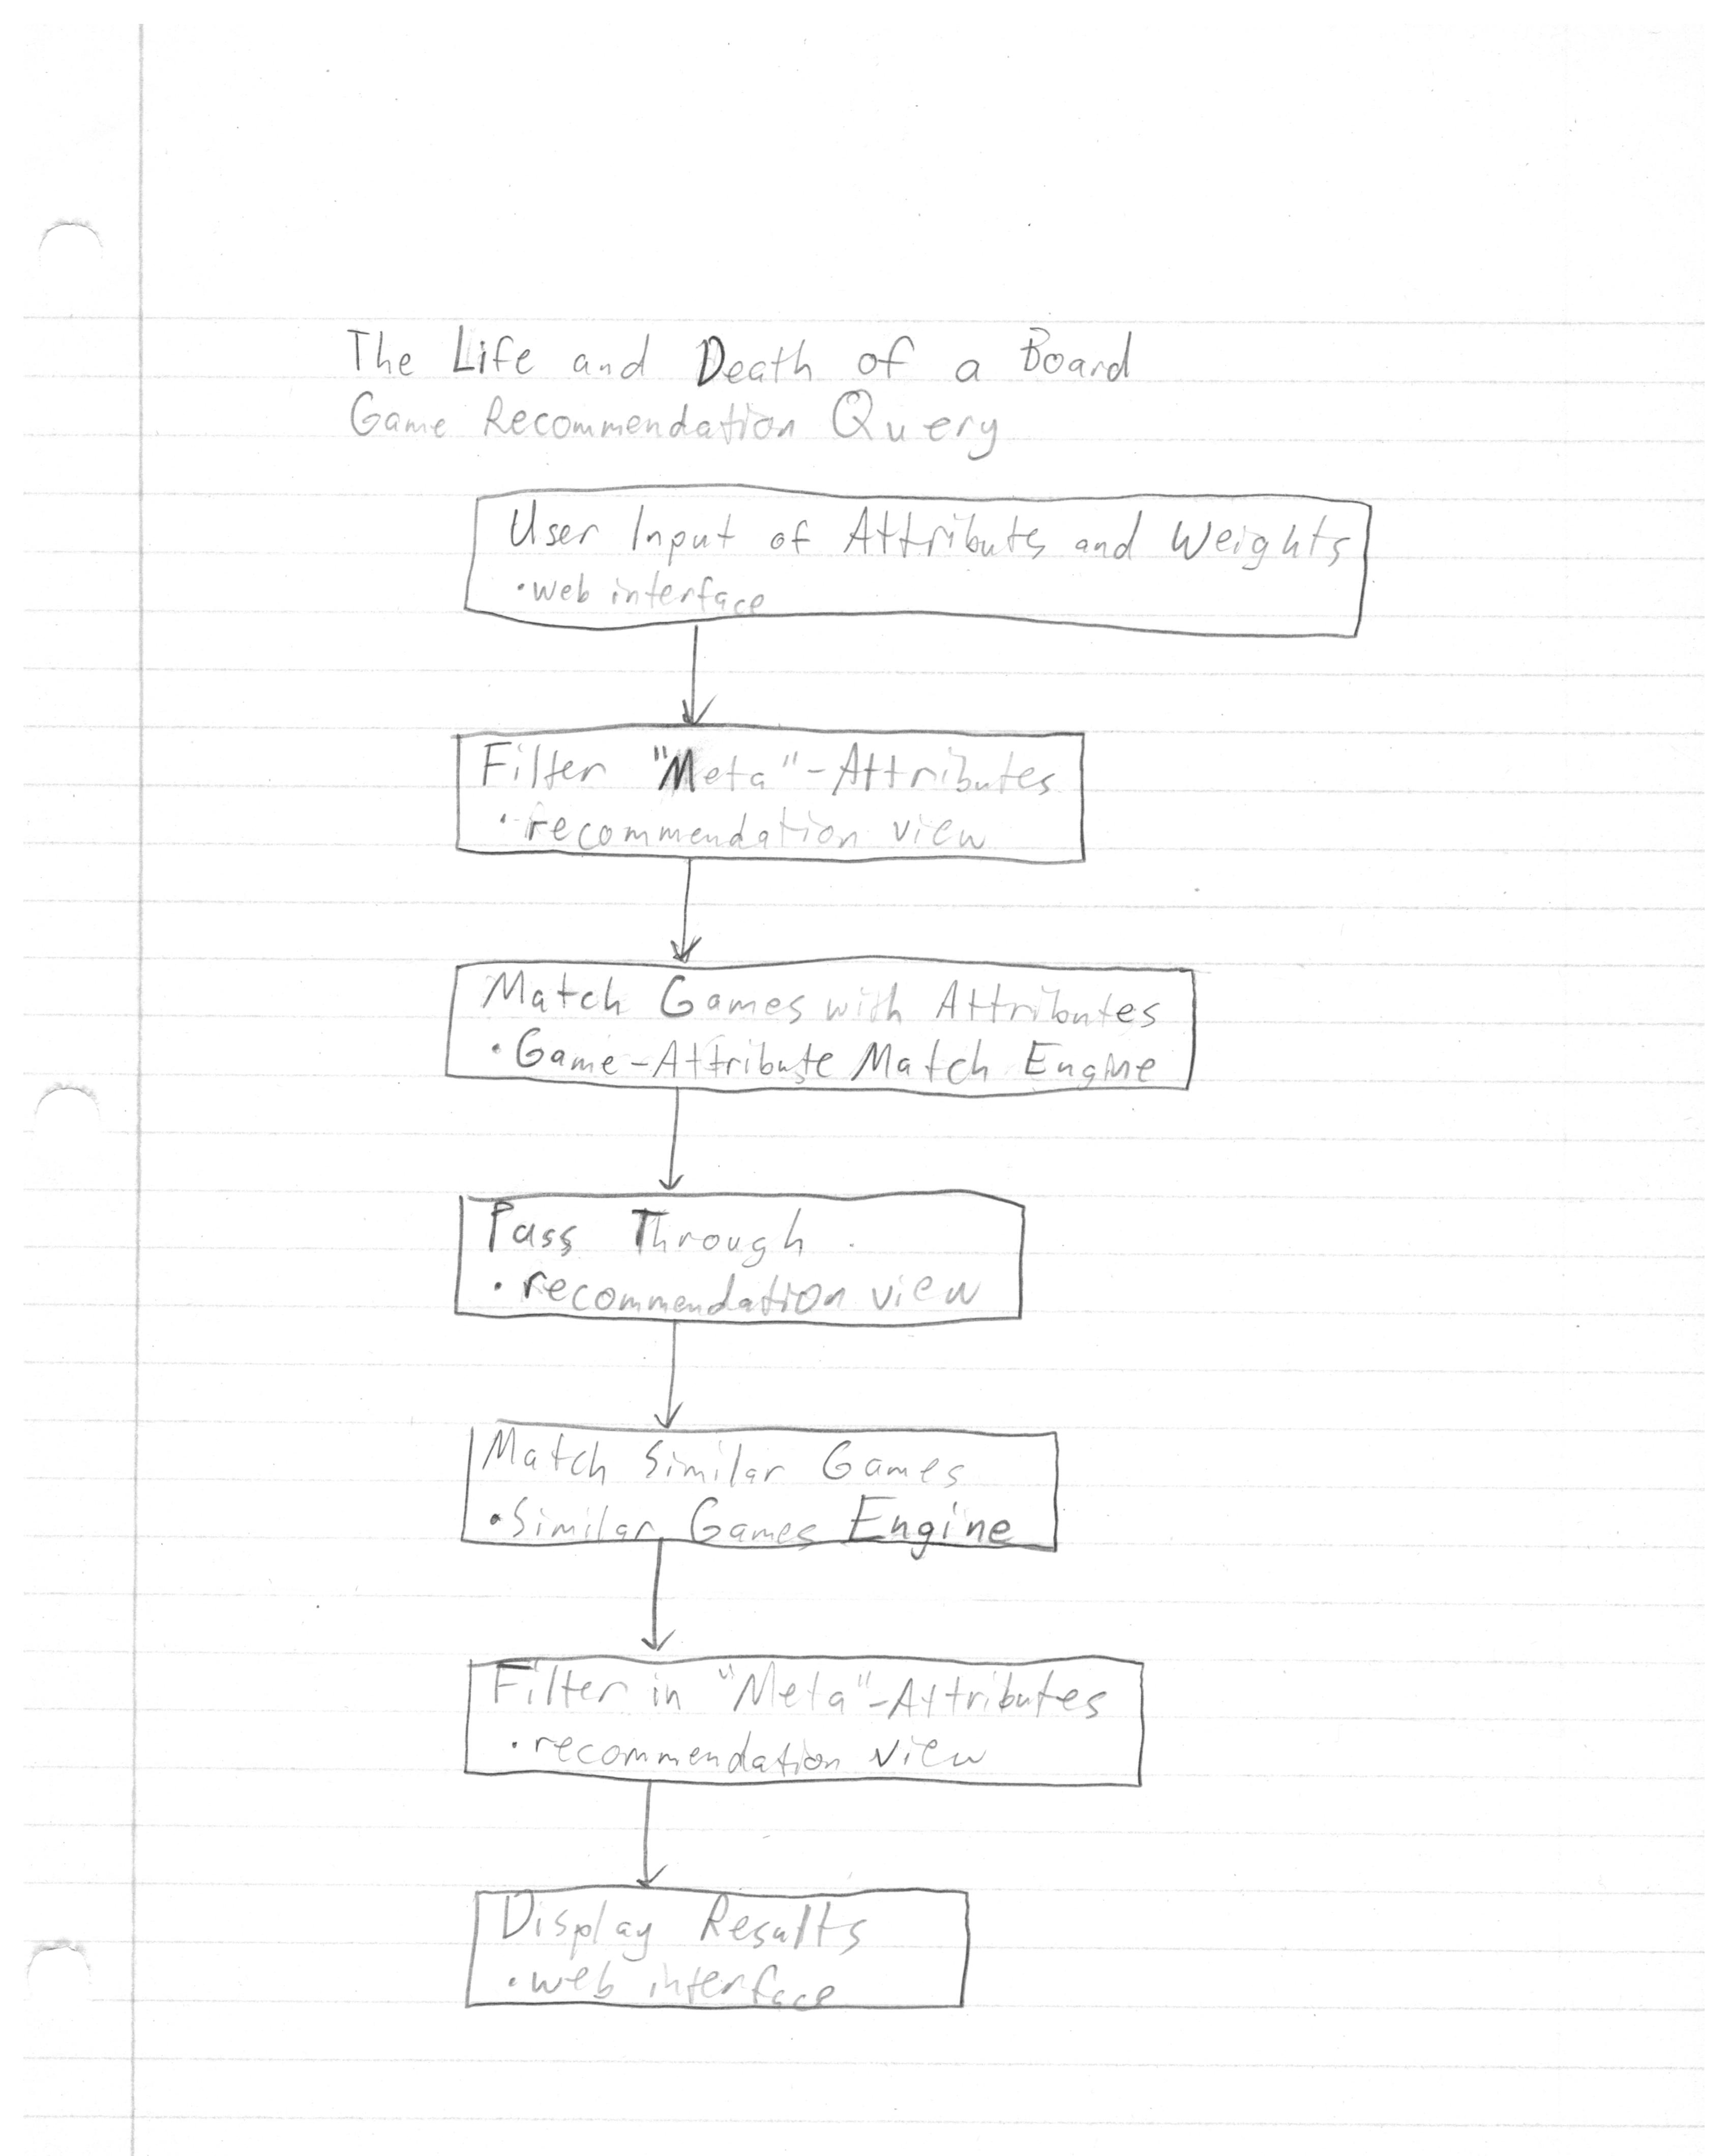 The Life and Death of a Board
Game Recommendation Query
User Input of Attributes and Weights
•web interface
Filter "Meta"-Attributes
•recommendation view
Match Games with Attributes
•Game-Attribute Match Engine
Pass Through
•recommendation view
Match Similar Games
•Similar Games Engine
Filter in "Meta"-Attributes
•recommendation view
Display Results
•web interface